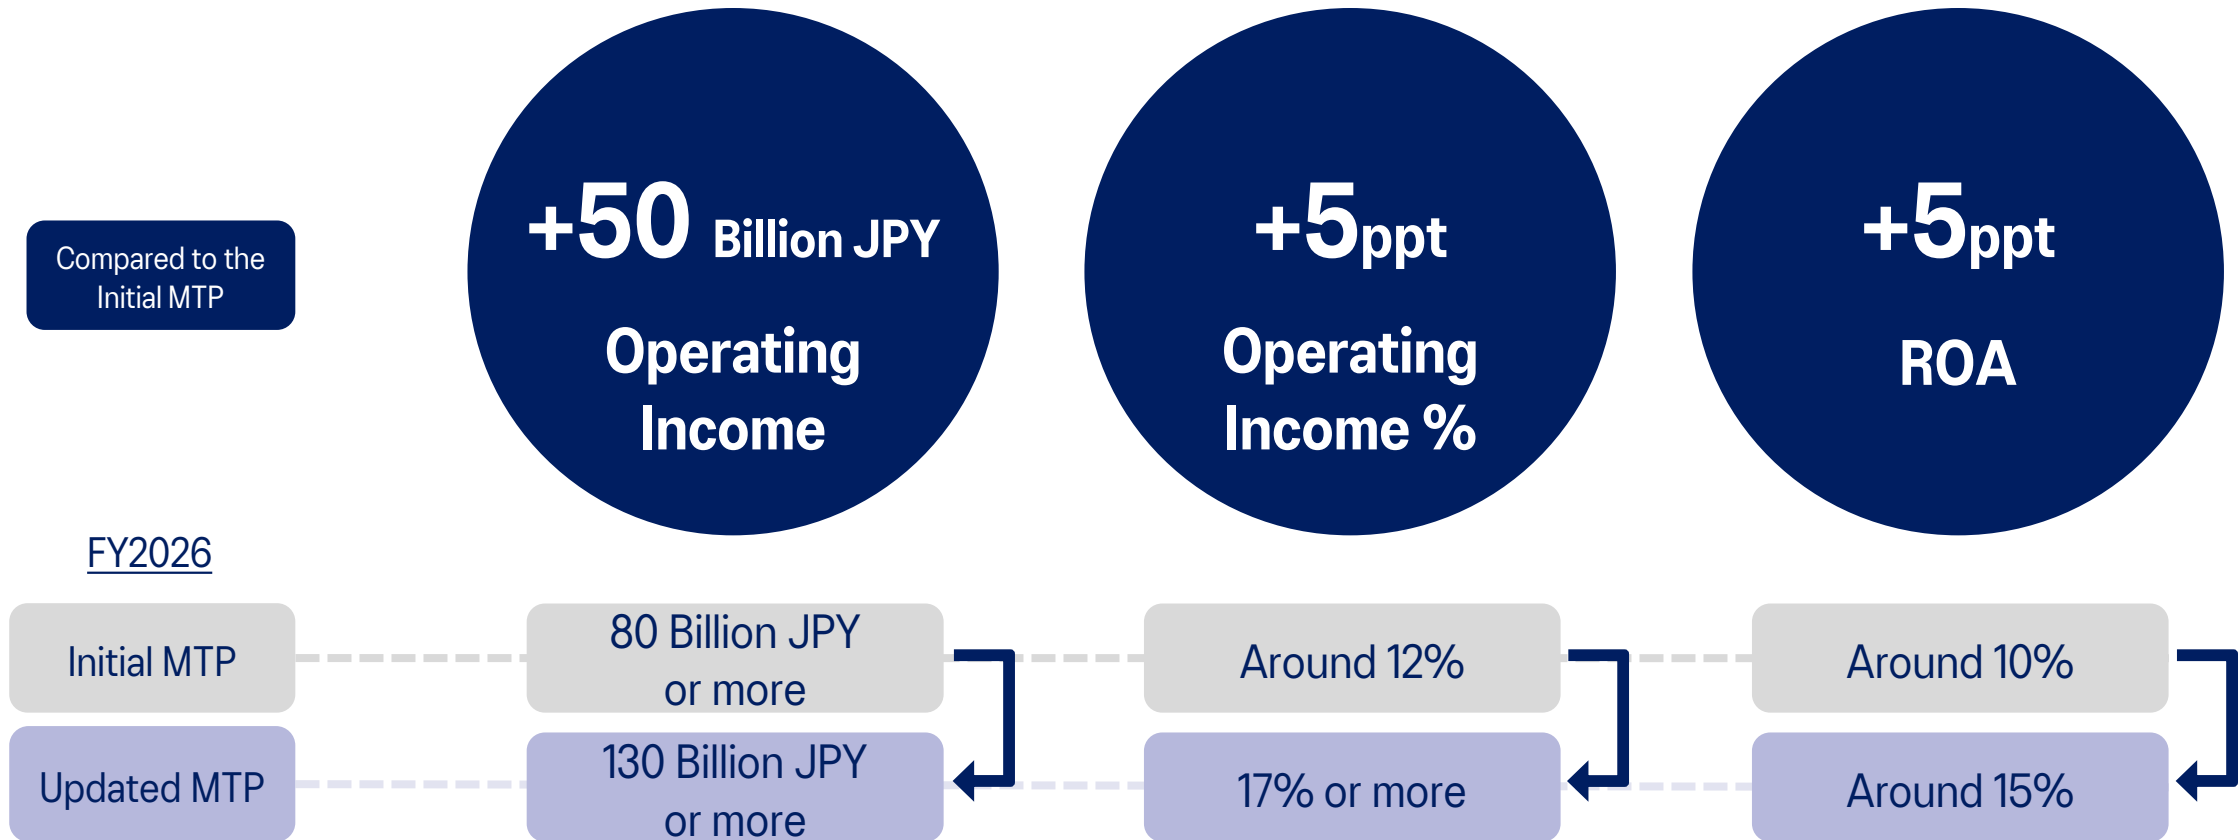 +50 Billion JPY
Operating
Income
+5ppt
Operating
Income %
+5ppt
ROA
Compared to the
Initial MTP
FY2026
Initial MTP
80 Billion JPY
or more
Around 12%
Around 10%
Updated MTP
130 Billion JPY
or more
17% or more
Around 15%